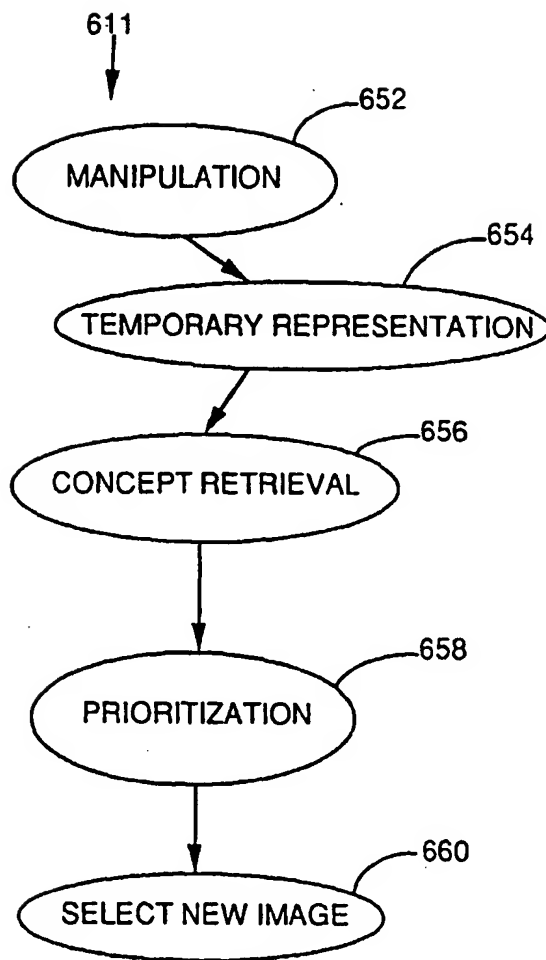 611
652
MANIPULATION
654
TEMPORARY REPRESENTATION
656
CONCEPT RETRIEVAL
658
PRIORITIZATION
660
SELECT NEW IMAGE